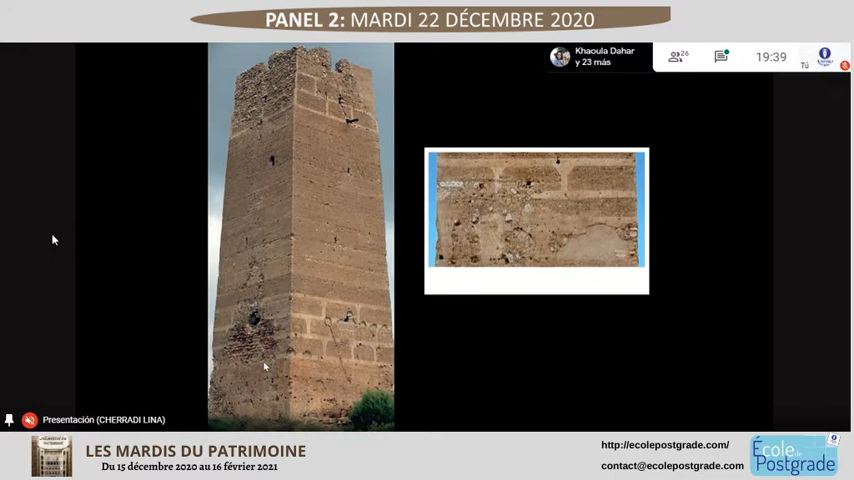 PANEL 2: MARDI 22 DÉCEMBRE 2020
Khaoula Dahar
y 23 más
26
19:39
Tú
Presentación (CHERRADI LINA)
LES MARDIS DU PATRIMOINE
Du 15 décembre 2020 au 16 février 2021
http://ecolepostgrade.com/
contact@ecolepostgrade.com
École
de
Postgrade